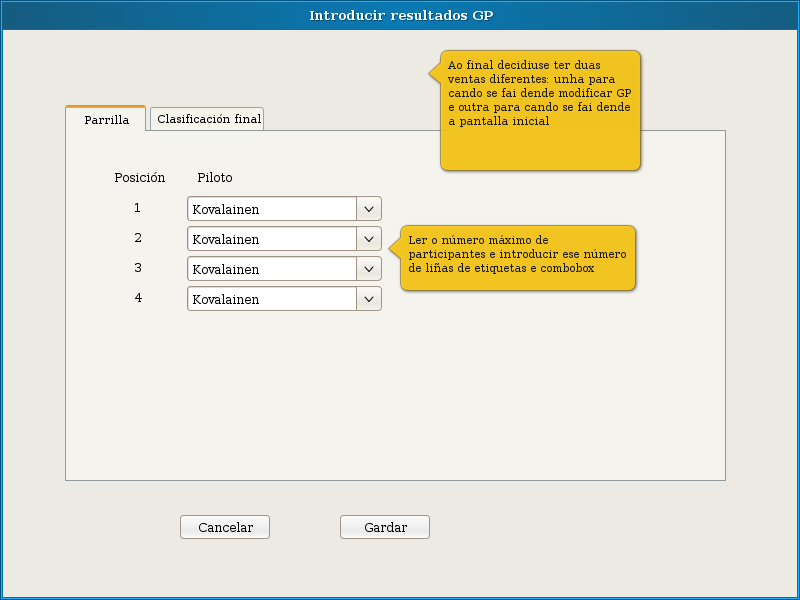 Introducir resultados GP
Ao final decidiuse ter duas
ventas diferentes: unha para
cando se fai dende modificar GP
e outra para cando se fai dende
a pantalla inicial
Parrilla
Clasificación final
Posición
Piloto
1
Kovalainen
2
Kovalainen
3
Kovalainen
4
Kovalainen
Ler o número máximo de
participantes e introducir ese número
de liñas de etiquetas e combobox
Cancelar
Gardar